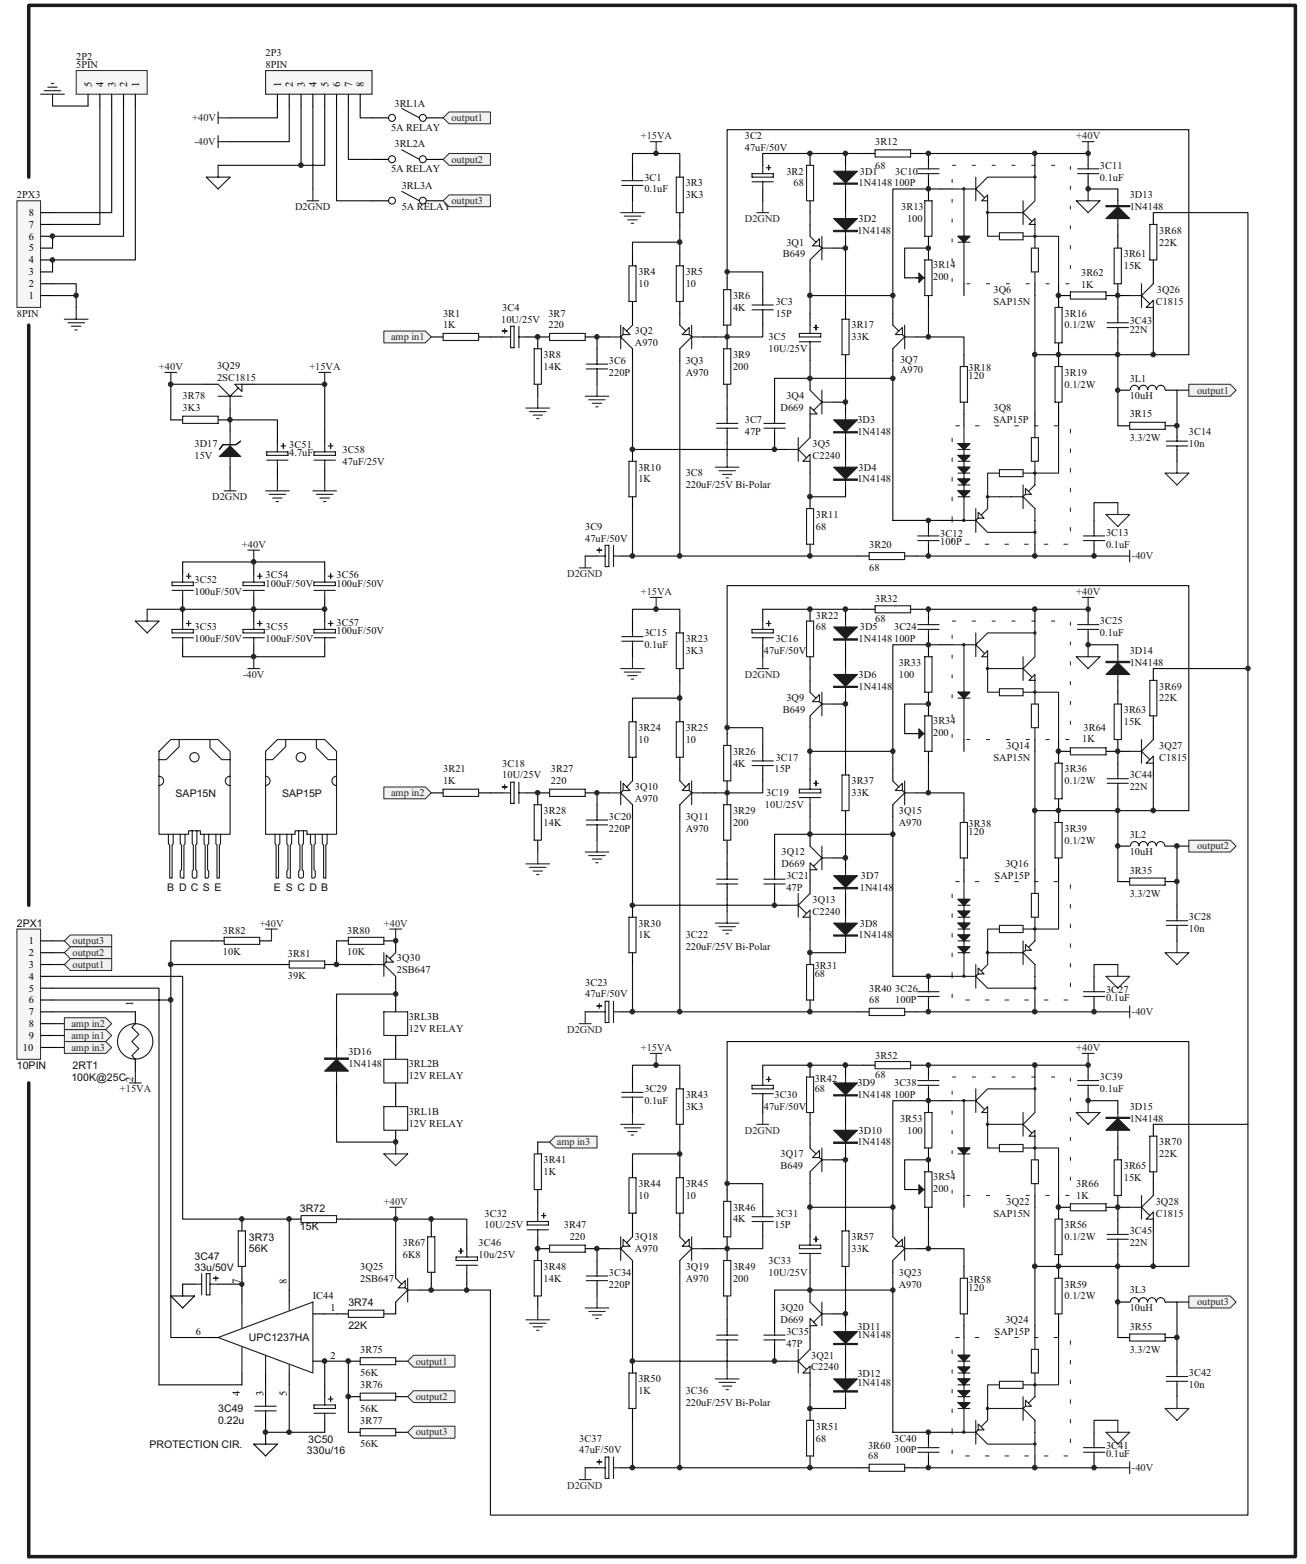 2P2
5PIN
5 4 3 2 1
2P3
8PIN
1 2 3 4 5 6 7 8
+40V
-40V
D2GND
3RL1A
5A RELAY
output1
3RL2A
5A RELAY
output2
3RL3A
5A RELAY
output3
2PX3
8
7
6
5
4
3
2
1
8PIN
+40V
3Q29
2SC1815
+15VA
3R78
3K3
3D17
15V
3C51
4.7uF
3C58
47uF/25V
D2GND
+40V
3C52
100uF/50V
3C54
100uF/50V
3C56
100uF/50V
3C53
100uF/50V
3C55
100uF/50V
3C57
100uF/50V
-40V
SAP15N
B D C S E
SAP15P
E S C D B
2PX1
1
2
3
4
5
6
7
8
9
10
10PIN
output3
output2
output1
amp in2
amp in1
amp in3
1
2
2RT1
100K@25C
+15VA
3R82
10K
+40V
3R81
39K
3R80
10K
+40V
3Q30
2SB647
3RL3B
12V RELAY
3D16
1N4148
3RL2B
12V RELAY
3RL1B
12V RELAY
3R72
15K
+40V
3R73
56K
3C47
33u/50V
3R67
6K8
3C46
10u/25V
3Q25
2SB647
IC44
UPC1237HA
7
8
1
6
2
4
3
5
3R74
22K
3R75
56K
output1
3R76
56K
output2
3R77
56K
output3
3C49
0.22u
3C50
330u/16
PROTECTION CIR.
amp in1
3R1
1K
3C4
10U/25V
3R7
220
3R8
14K
3C6
220P
+15VA
3C1
0.1uF
3R3
3K3
3R4
10
3R5
10
3Q2
A970
3Q3
A970
3R10
1K
3C9
47uF/50V
D2GND
3C2
47uF/50V
D2GND
3R6
4K
3C3
15P
3R9
200
3C7
47P
3C8
220uF/25V Bi-Polar
3R2
68
3D1
1N4148
3D2
1N4148
3Q1
B649
3C5
10U/25V
3R17
33K
3Q4
D669
3Q5
C2240
3D3
1N4148
3D4
1N4148
3R11
68
3R12
68
3C10
100P
3R13
100
3R14
200
3Q7
A970
3R18
120
3Q6
SAP15N
3Q8
SAP15P
3C12
100P
3R20
68
+40V
3C11
0.1uF
3D13
1N4148
3R61
15K
3R68
22K
3R62
1K
3Q26
C1815
3R16
0.1/2W
3C43
22N
3R19
0.1/2W
3L1
10uH
output1
3R15
3.3/2W
3C14
10n
3C13
0.1uF
-40V
amp in2
3R21
1K
3C18
10U/25V
3R27
220
3R28
14K
3C20
220P
+15VA
3C15
0.1uF
3R23
3K3
3R24
10
3R25
10
3Q10
A970
3Q11
A970
3R30
1K
3C23
47uF/50V
D2GND
3C16
47uF/50V
D2GND
3R26
4K
3C17
15P
3R29
200
3C21
47P
3C22
220uF/25V Bi-Polar
3R22
68
3D5
1N4148
3D6
1N4148
3Q9
B649
3C19
10U/25V
3R37
33K
3Q12
D669
3Q13
C2240
3D7
1N4148
3D8
1N4148
3R31
68
3R32
68
3C24
100P
3R33
100
3R34
200
3Q15
A970
3R38
120
3Q14
SAP15N
3Q16
SAP15P
3R40
68
3C26
100P
+40V
3C25
0.1uF
3D14
1N4148
3R63
15K
3R69
22K
3R64
1K
3Q27
C1815
3R36
0.1/2W
3C44
22N
3R39
0.1/2W
3L2
10uH
output2
3R35
3.3/2W
3C28
10n
3C27
0.1uF
-40V
amp in3
3R41
1K
3C32
10U/25V
3R47
220
3R48
14K
3C34
220P
+15VA
3C29
0.1uF
3R43
3K3
3R44
10
3R45
10
3Q18
A970
3Q19
A970
3R50
1K
3C37
47uF/50V
D2GND
3C30
47uF/50V
D2GND
3R46
4K
3C31
15P
3R49
200
3C35
47P
3C36
220uF/25V Bi-Polar
3R42
68
3D9
1N4148
3D10
1N4148
3Q17
B649
3C33
10U/25V
3R57
33K
3Q20
D669
3Q21
C2240
3D11
1N4148
3D12
1N4148
3R51
68
3R52
68
3C38
100P
3R53
100
3R54
200
3Q23
A970
3R58
120
3Q22
SAP15N
3Q24
SAP15P
3R60
68
3C40
100P
+40V
3C39
0.1uF
3D15
1N4148
3R65
15K
3R70
22K
3R66
1K
3Q28
C1815
3R56
0.1/2W
3C45
22N
3R59
0.1/2W
3L3
10uH
output3
3R55
3.3/2W
3C42
10n
3C41
0.1uF
-40V